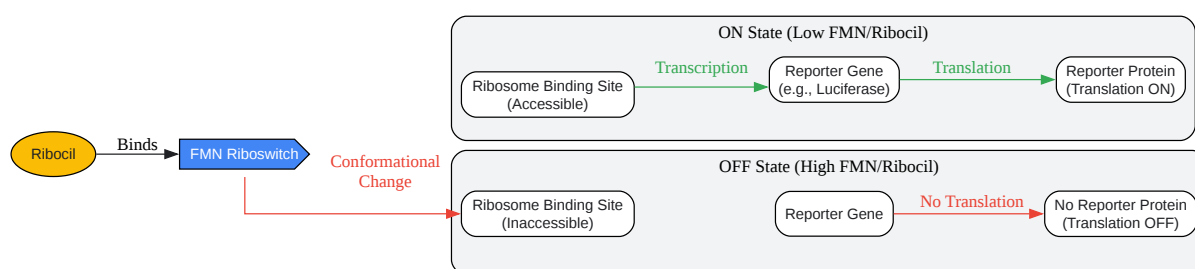 ON State (Low FMN/Ribocil)
Ribosome Binding Site
(Accessible)
Transcription
Reporter Gene
(e.g., Luciferase)
Translation
Reporter Protein
(Translation ON)
Ribocil
Binds
FMN Riboswitch
Conformational
Change
OFF State (High FMN/Ribocil)
Ribosome Binding Site
(Inaccessible)
Reporter Gene
No Translation
No Reporter Protein
(Translation OFF)